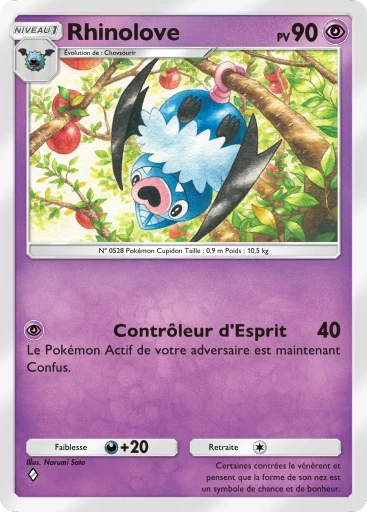 NIVEAU 1
Rhinolove
PV 90
Évolution de : Chovsourir
N° 0528 Pokémon Cupidon Taille : 0,9 m Poids : 10,5 kg
Contrôleur d'Esprit 40
Le Pokémon Actif de votre adversaire est maintenant
Confus.
Faiblesse +20
Retraite
Illus. Narumi Sato
Certaines contrées le vénèrent et
pensent que la forme de son nez est
un symbole de chance et de bonheur.